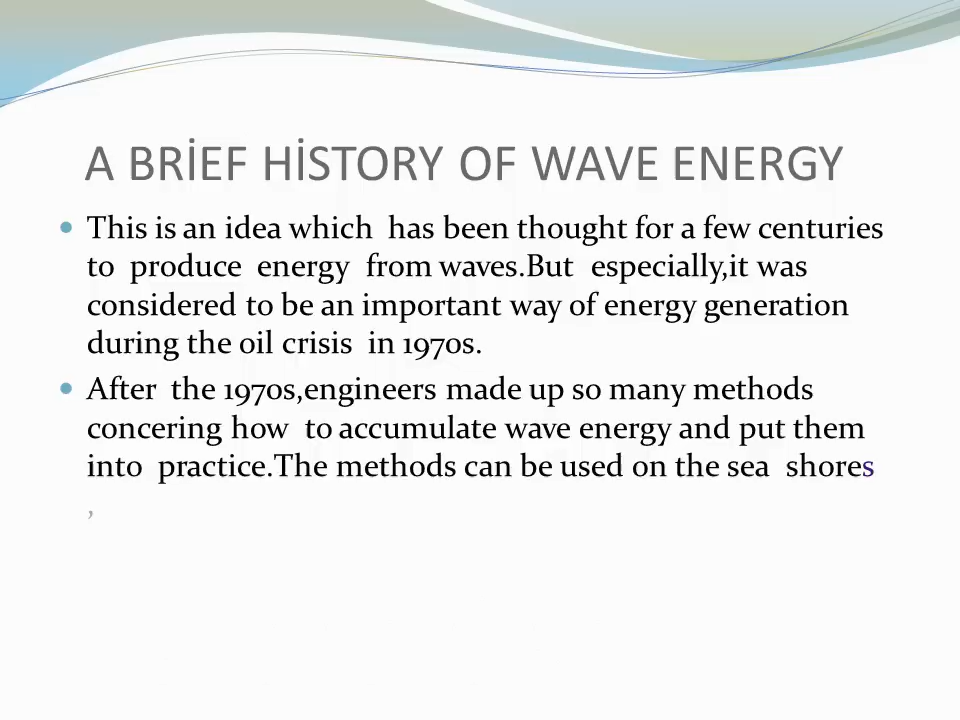 A BRİEF HİSTORY OF WAVE ENERGY
• This is an idea which has been thought for a few centuries
to produce energy from waves.But especially,it was
considered to be an important way of energy generation
during the oil crisis in 1970s.
• After the 1970s,engineers made up so many methods
concering how to accumulate wave energy and put them
into practice.The methods can be used on the sea shores
,